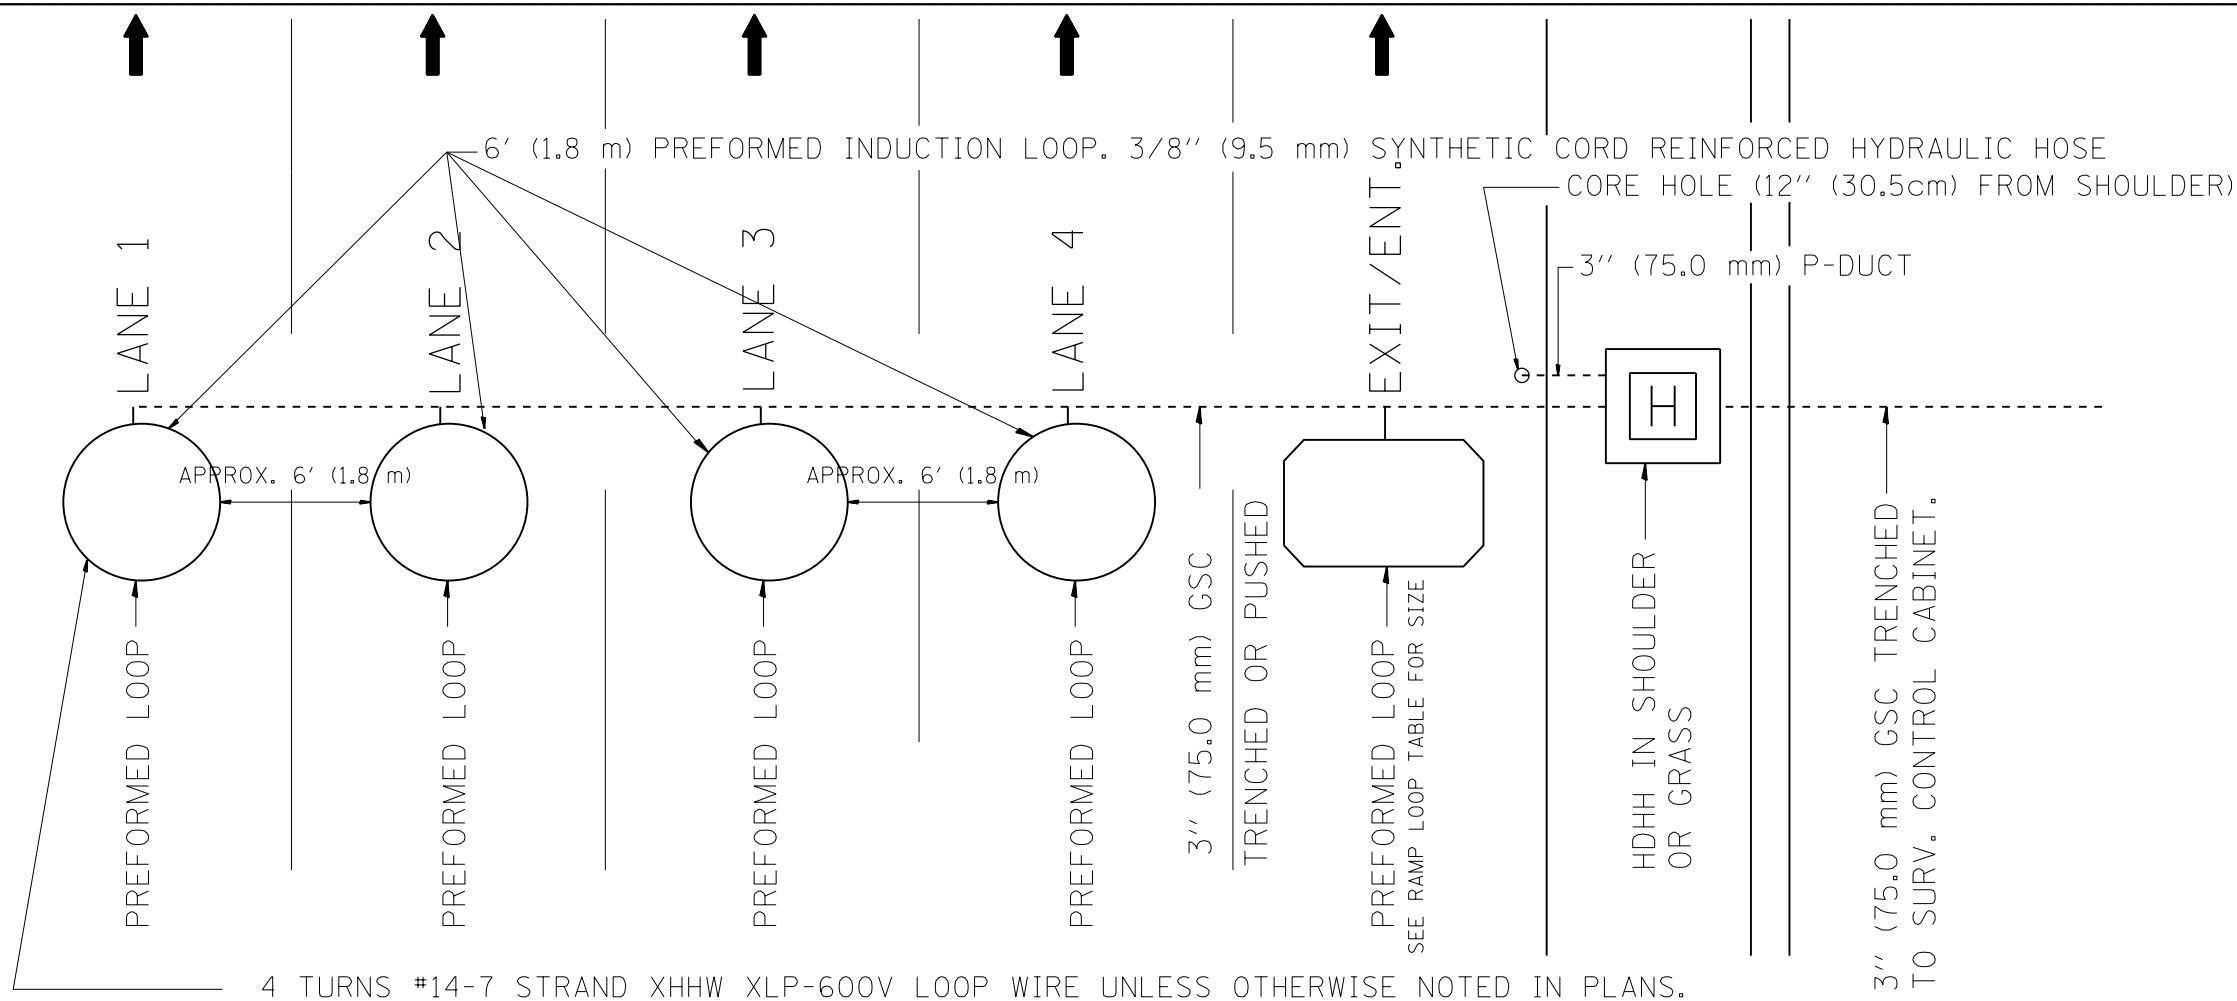 6' (1.8 m) PREFORMED INDUCTION LOOP. 3/8'' (9.5 mm) SYNTHETIC CORD REINFORCED HYDRAULIC HOSE
CORE HOLE (12'' (30.5cm) FROM SHOULDER)
3'' (75.0 mm) P-DUCT
LANE 1
LANE 2
LANE 3
LANE 4
EXIT/ENT.
H
APPROX. 6' (1.8 m)
APPROX. 6' (1.8 m)
PREFORMED LOOP
PREFORMED LOOP
PREFORMED LOOP
PREFORMED LOOP
3'' (75.0 mm) GSC
TRENCHED OR PUSHED
PREFORMED LOOP
SEE RAMP LOOP TABLE FOR SIZE
HDHH IN SHOULDER
OR GRASS
3'' (75.0 mm) GSC TRENCHED
TO SURV. CONTROL CABINET.
4 TURNS #14-7 STRAND XHHW XLP-600V LOOP WIRE UNLESS OTHERWISE NOTED IN PLANS.